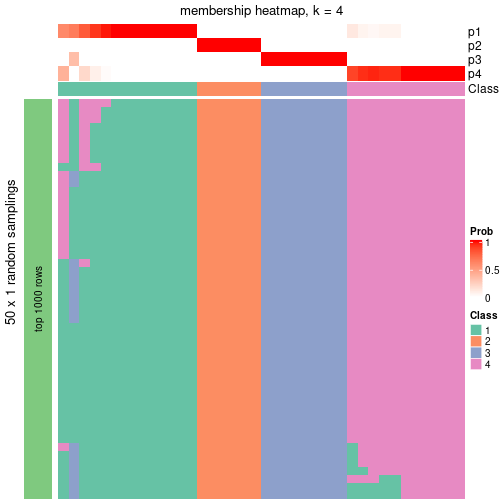 membership heatmap, k = 4
p1
p2
p3
p4
Class
50 x 1 random samplings
top 1000 rows
Prob
1
0.5
0
Class
1
2
3
4